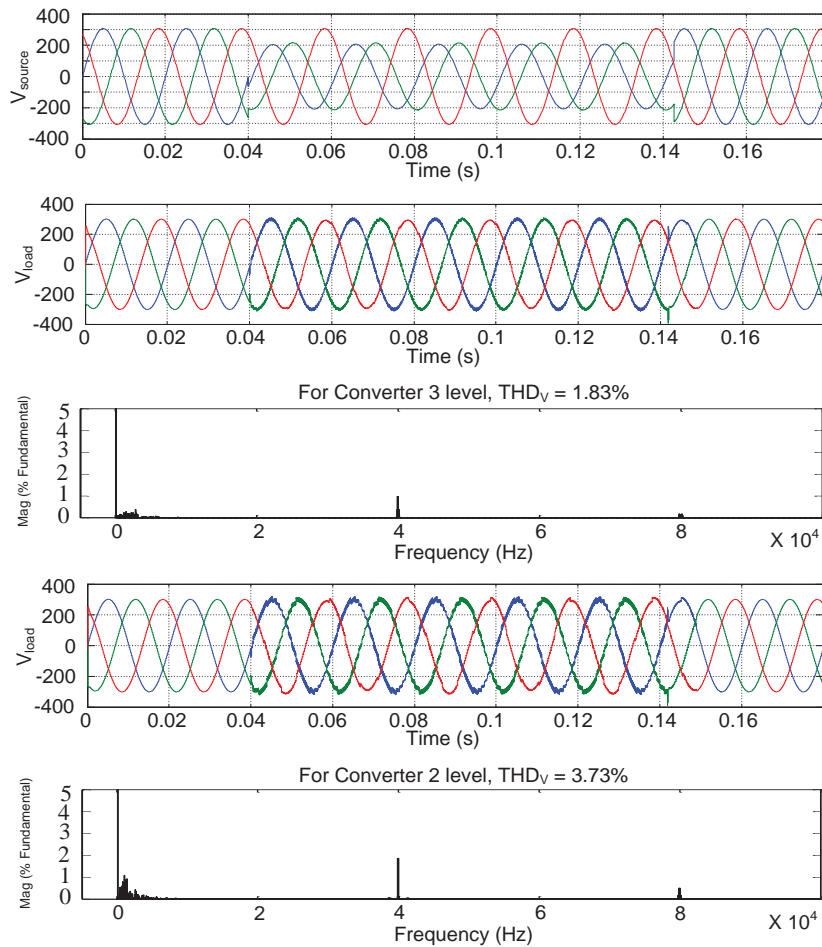 400
200
0
-200
-400
V source
0 0.02 0.04 0.06 0.08 0.1 0.12 0.14 0.16
Time (s)
400
200
0
-200
-400
V load
0 0.02 0.04 0.06 0.08 0.1 0.12 0.14 0.16
Time (s)
For Converter 3 level, THDV = 1.83%
5
4
3
2
1
0
Mag (% Fundamental)
0 2 4 6 8
Frequency (Hz)
X 10^4
400
200
0
-200
-400
V load
0 0.02 0.04 0.06 0.08 0.1 0.12 0.14 0.16
Time (s)
For Converter 2 level, THDV = 3.73%
5
4
3
2
1
0
Mag (% Fundamental)
0 2 4 6 8
Frequency (Hz)
X 10^4